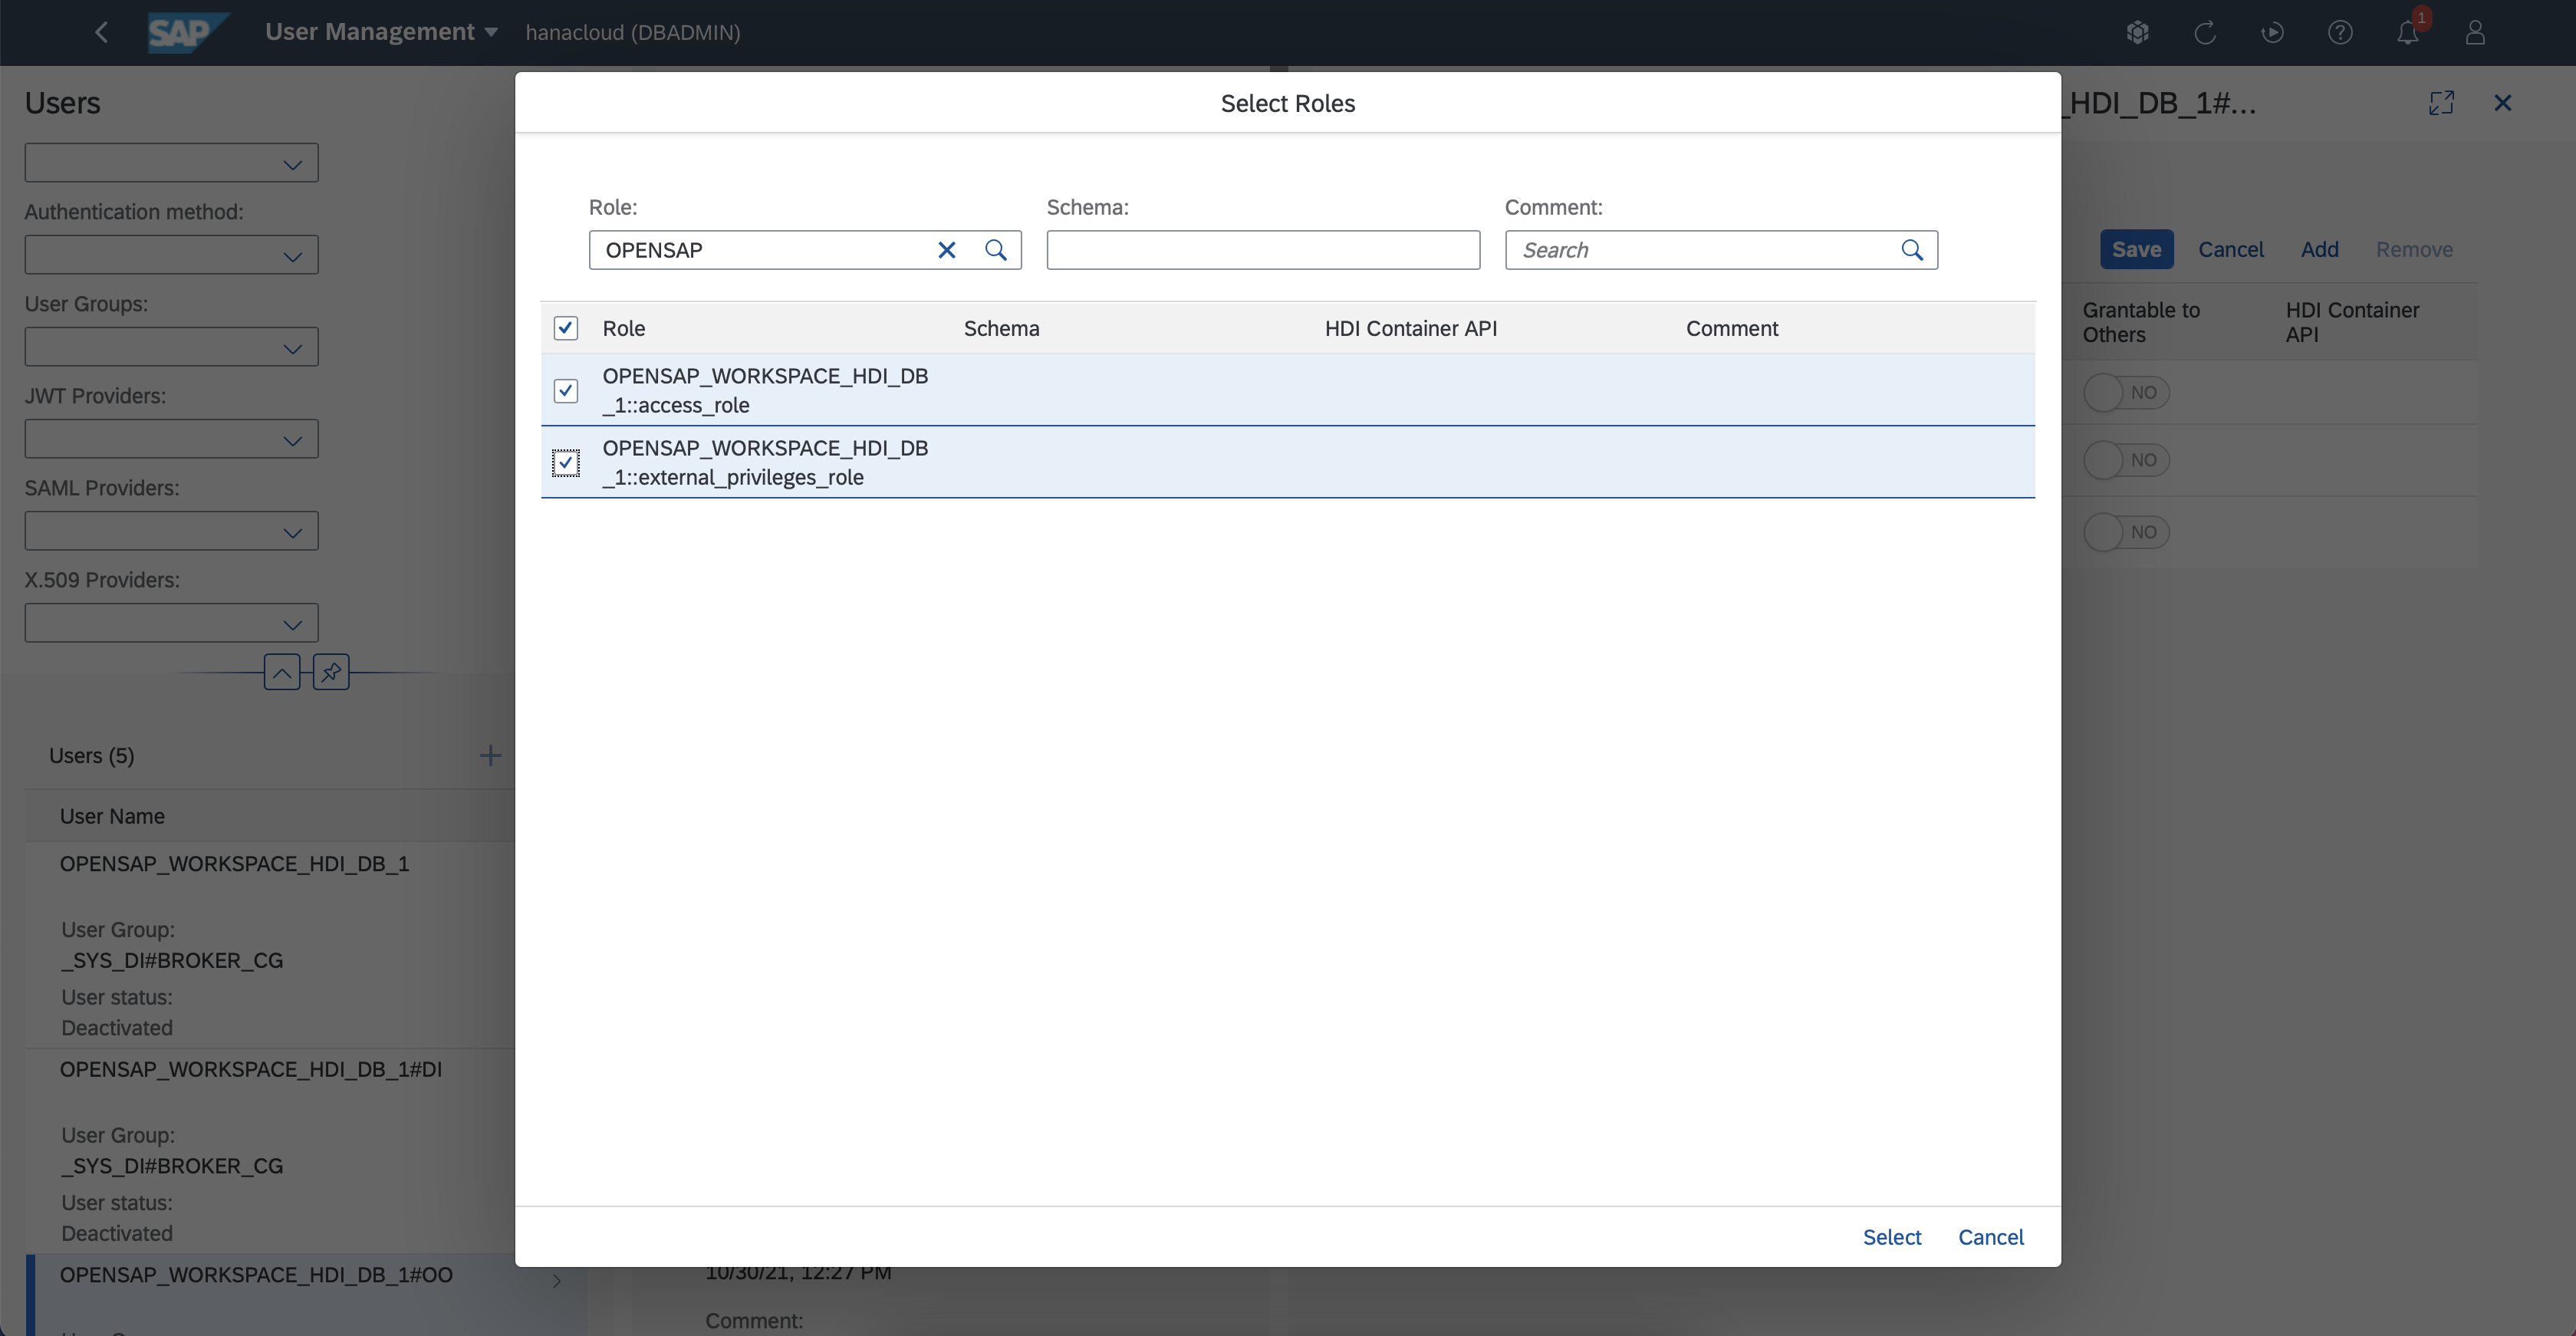 SAP
User Management
hanacloud (DBADMIN)
1
Users
Authentication method:
User Groups:
JWT Providers:
SAML Providers:
X.509 Providers:
Users (5)
User Name
OPENSAP_WORKSPACE_HDI_DB_1
User Group:
_SYS_DI#BROKER_CG
User status:
Deactivated
OPENSAP_WORKSPACE_HDI_DB_1#DI
User Group:
_SYS_DI#BROKER_CG
User status:
Deactivated
OPENSAP_WORKSPACE_HDI_DB_1#OO
Select Roles
Role:
Schema:
Comment:
OPENSAP
Search
Role Schema HDI Container API Comment
OPENSAP_WORKSPACE_HDI_DB
_1::access_role
OPENSAP_WORKSPACE_HDI_DB
_1::external_privileges_role
Select Cancel
10/30/21, 12:27 PM
Comment:
_HDI_DB_1#...
Save Cancel Add Remove
Grantable to
Others
HDI Container
API
NO
NO
NO